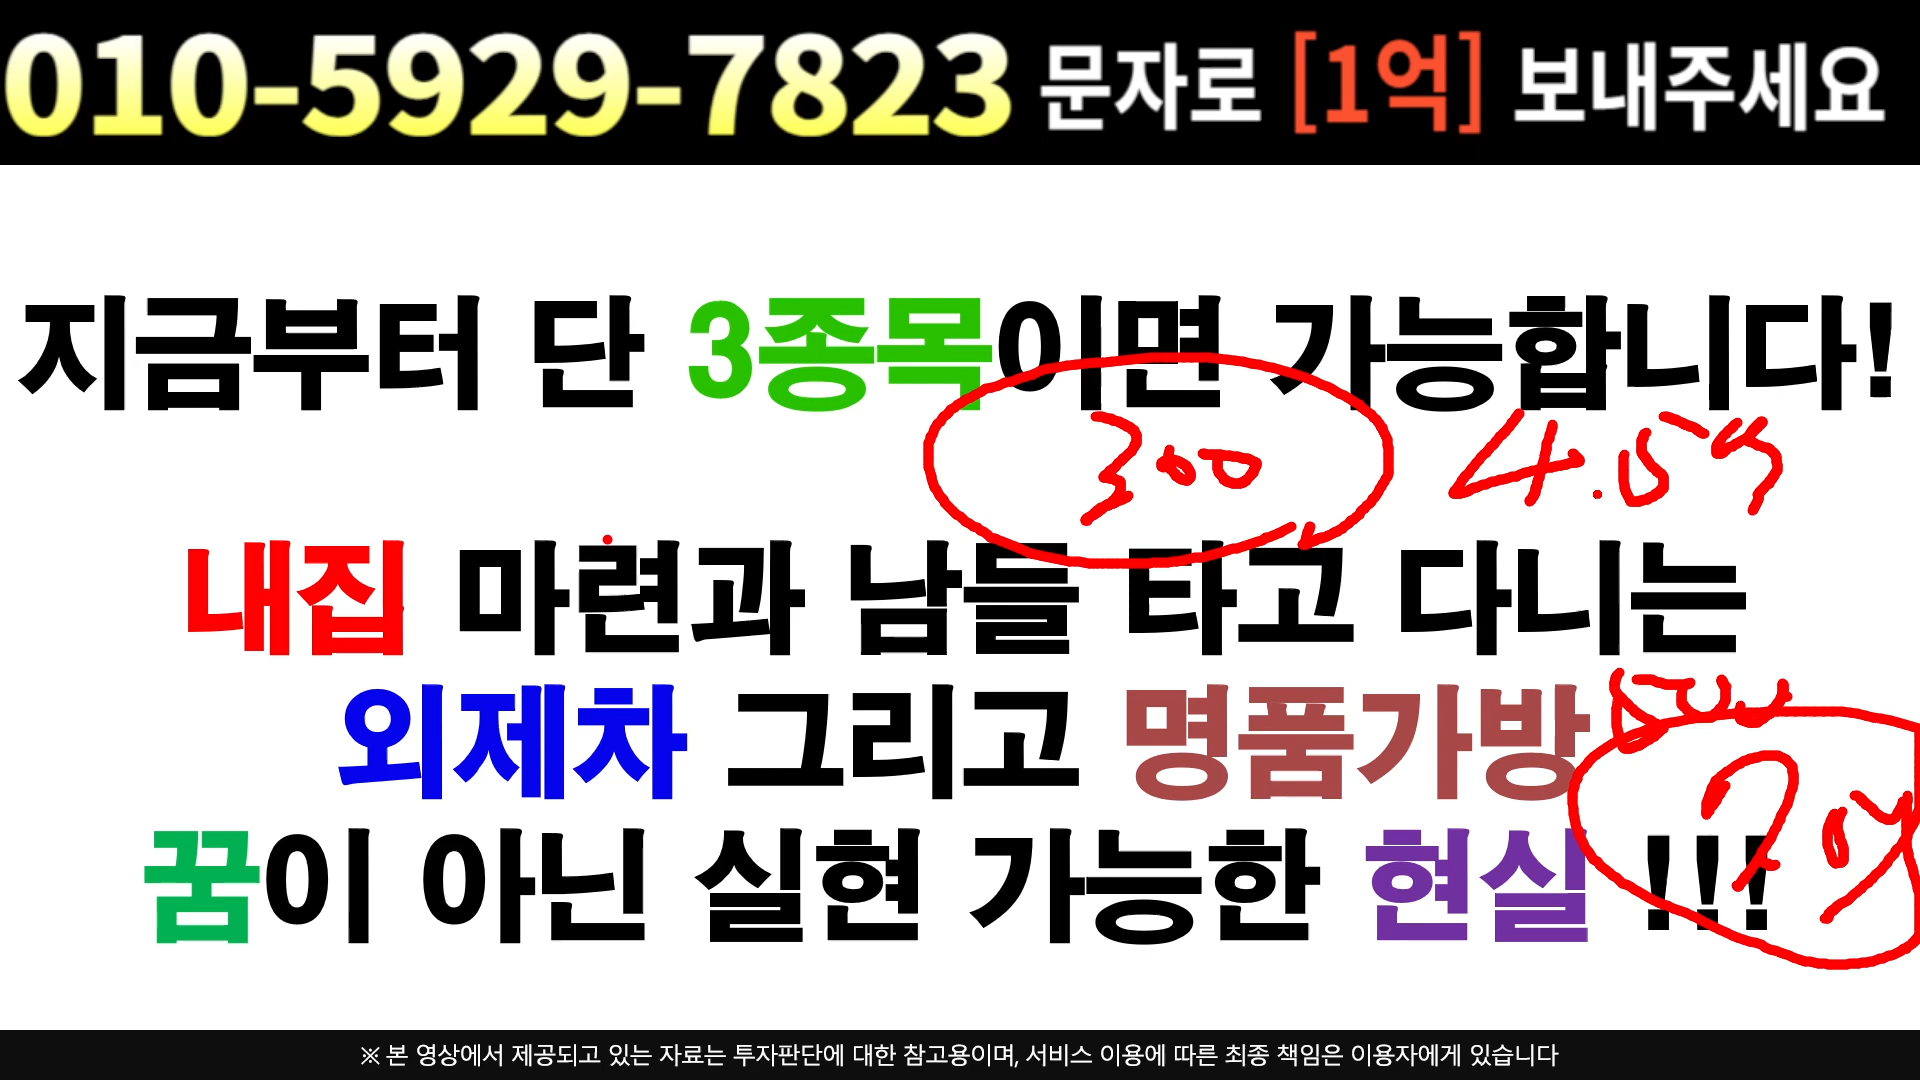 010-5929-7823 문자로 [1억] 보내주세요
지금부터 단 3종목이면 가능합니다!
300
4.5억
내집 마련과 남들 타고 다니는
500
외제차 그리고 명품가방
꿈이 아닌 실현 가능한 현실 !!!
※ 본 영상에서 제공되고 있는 자료는 투자판단에 대한 참고용이며, 서비스 이용에 따른 최종 책임은 이용자에게 있습니다